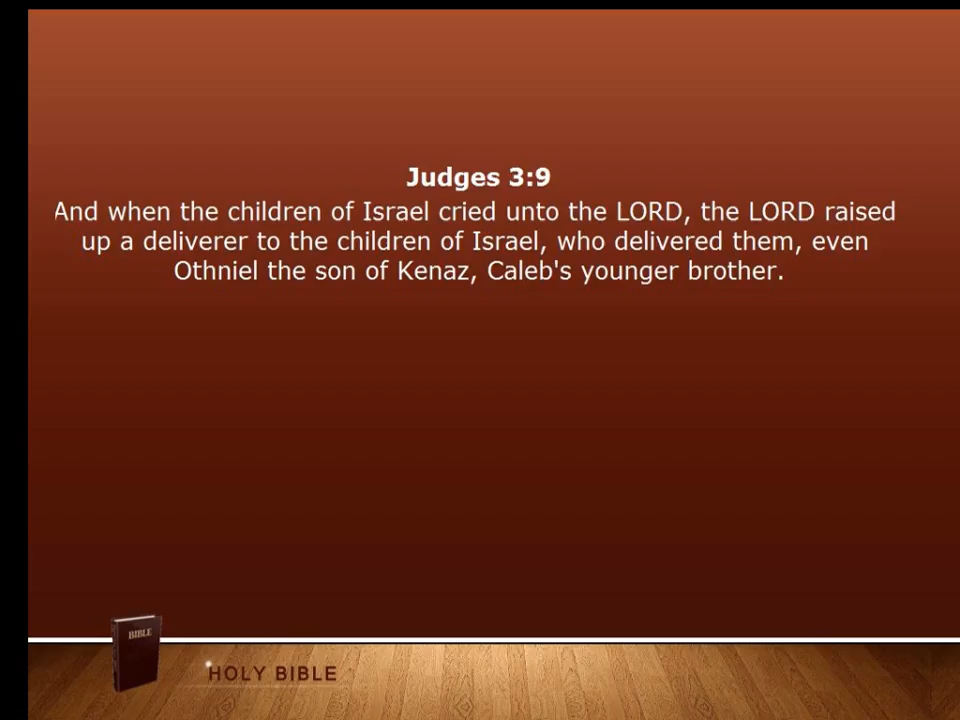 Judges 3:9
And when the children of Israel cried unto the LORD, the LORD raised
up a deliverer to the children of Israel, who delivered them, even
Othniel the son of Kenaz, Caleb's younger brother.
BIBLE
HOLY BIBLE